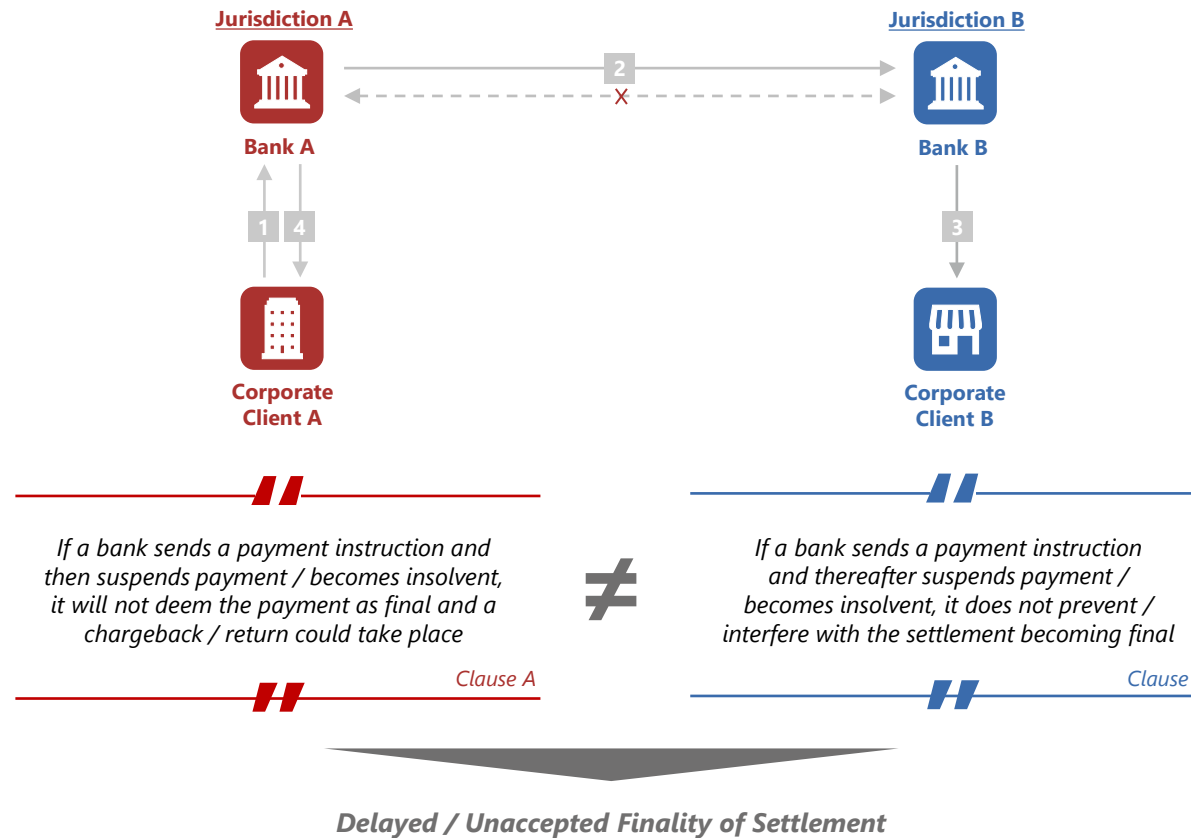 Jurisdiction A
Jurisdiction B
2
X
Bank A
Bank B
1
4
3
Corporate
Client A
Corporate
Client B
If a bank sends a payment instruction and
then suspends payment / becomes insolvent,
it will not deem the payment as final and a
chargeback / return could take place
Clause A
≠
If a bank sends a payment instruction
and thereafter suspends payment /
becomes insolvent, it does not prevent /
interfere with the settlement becoming final
Clause
Delayed / Unaccepted Finality of Settlement